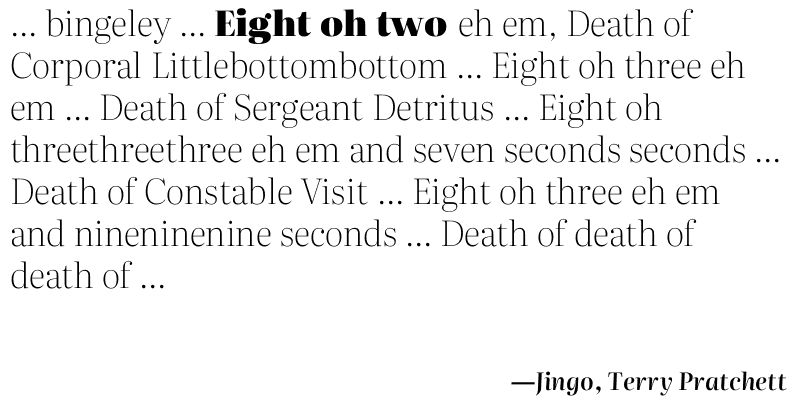 ... bingeley ... Eight oh two eh em, Death of
Corporal Littlebottombottom ... Eight oh three eh
em ... Death of Sergeant Detritus ... Eight oh
threethreethree eh em and seven seconds seconds ...
Death of Constable Visit ... Eight oh three eh em
and nineninenine seconds ... Death of death of
death of ...
—Jingo, Terry Pratchett